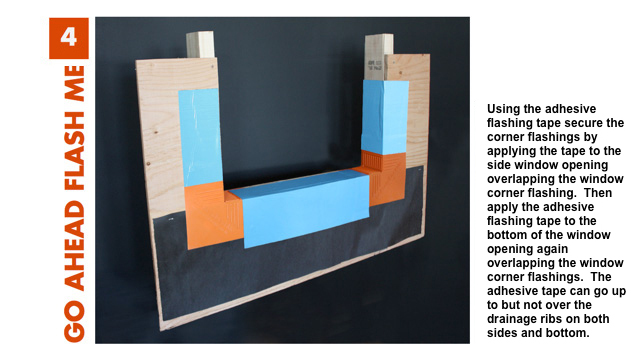 4
GO AHEAD FLASH ME
Using the adhesive
flashing tape secure the
corner flashings by
applying the tape to the
side window opening
overlapping the window
corner flashing.  Then
apply the adhesive
flashing tape to the
bottom of the window
opening again
overlapping the window
corner flashings.  The
adhesive tape can go up
to but not over the
drainage ribs on both
sides and bottom.